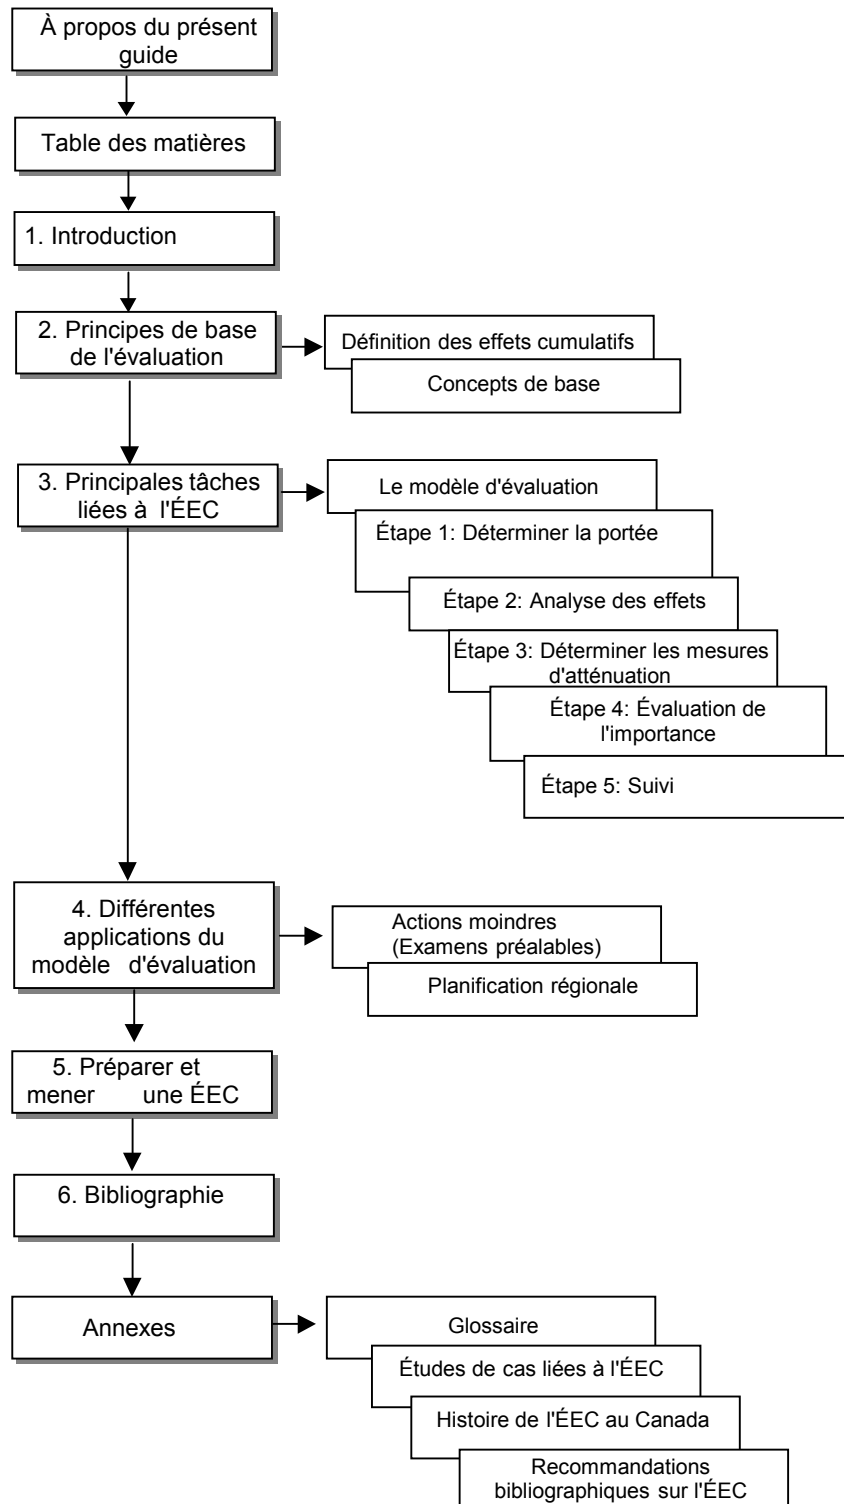 À propos du présent
guide
Table des matières
1. Introduction
2. Principes de base
de l'évaluation
Définition des effets cumulatifs
Concepts de base
3. Principales tâches
liées à l'ÉEC
Le modèle d'évaluation
Étape 1: Déterminer la portée
Étape 2: Analyse des effets
Étape 3: Déterminer les mesures
d'atténuation
Étape 4: Évaluation de
l'importance
Étape 5: Suivi
4. Différentes
applications du
modèle d'évaluation
Actions moindres
(Examens préalables)
Planification régionale
5. Préparer et
mener une ÉEC
6. Bibliographie
Annexes
Glossaire
Études de cas liées à l'ÉEC
Histoire de l'ÉEC au Canada
Recommandations
bibliographiques sur l'ÉEC